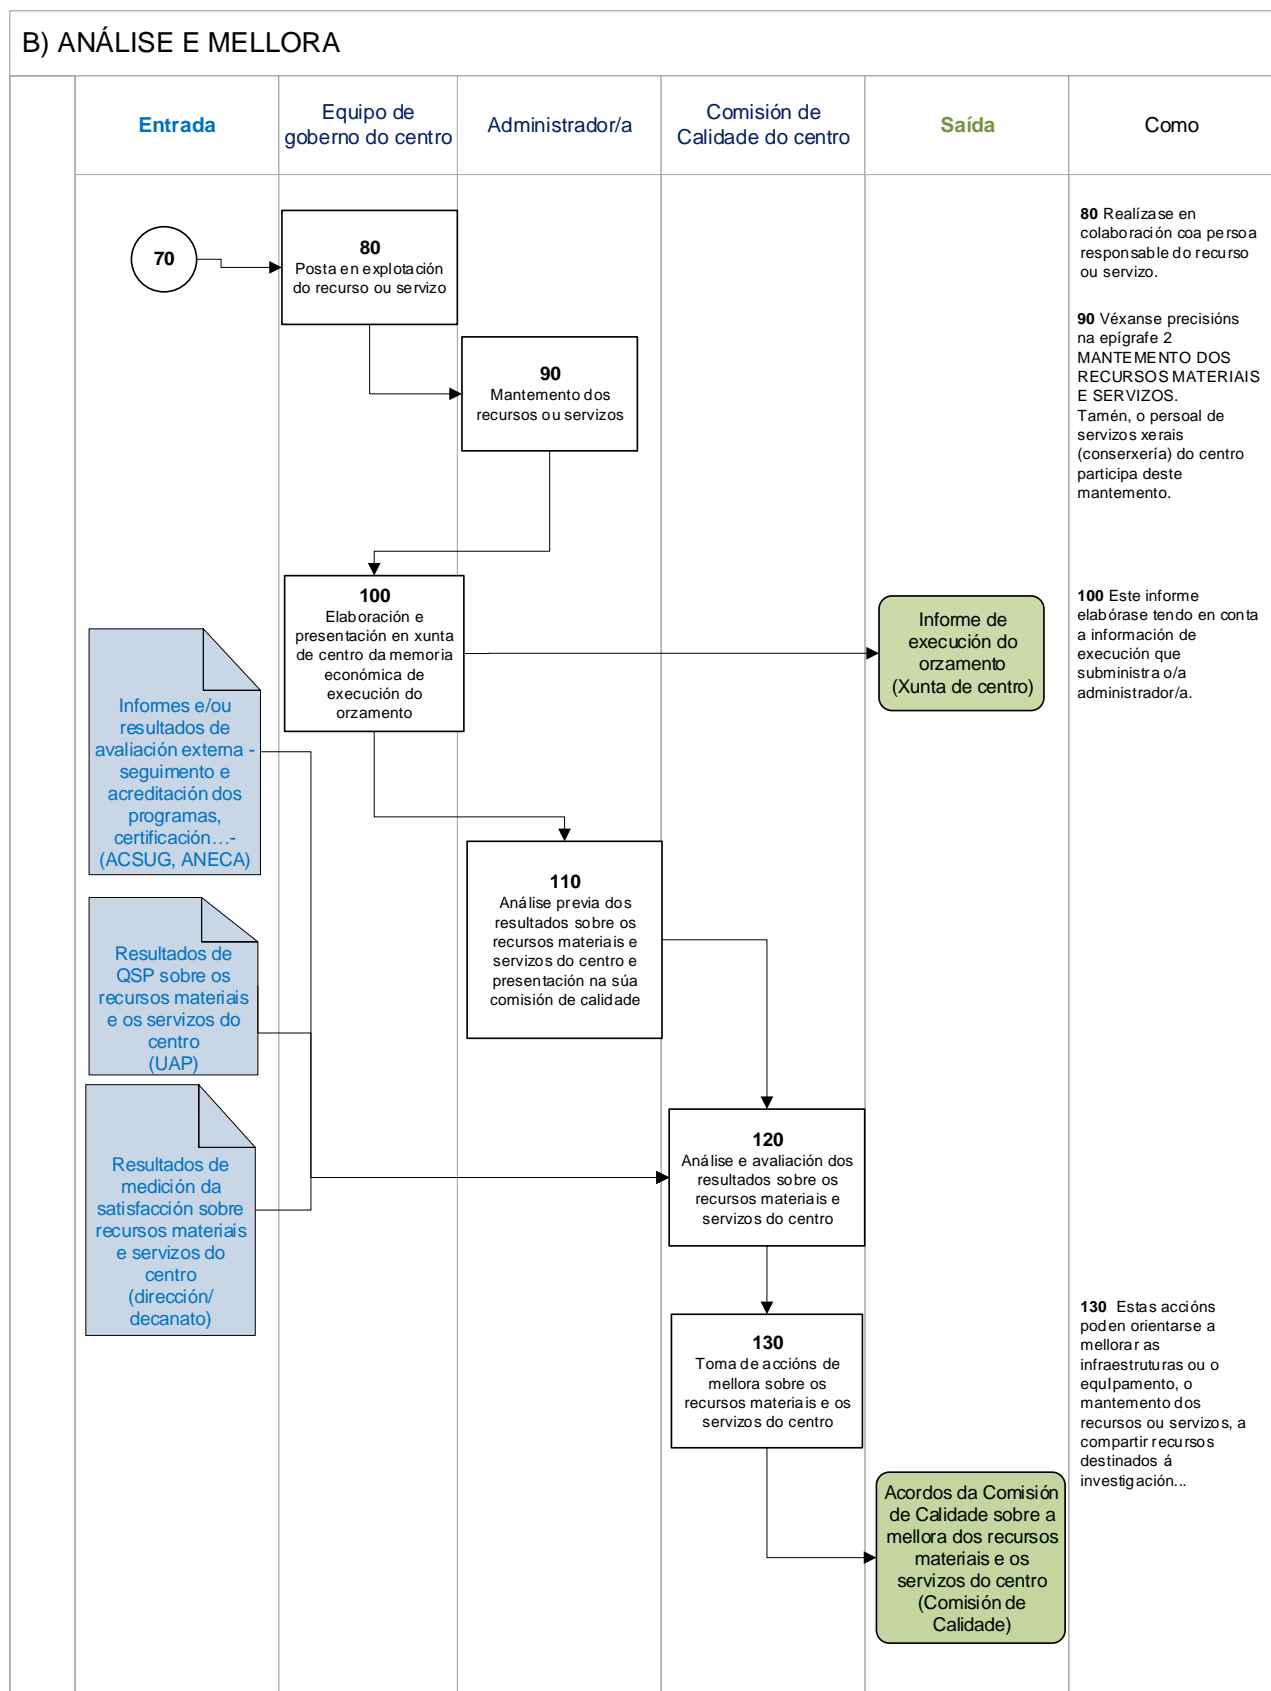 B) ANÁLISE E MELLORA
Entrada
Equipo de
goberno do centro
Administrador/a
Comisión de
Calidade do centro
Saída
Como
70
80
Posta en explotación
do recurso ou servizo
80 Realízase en
colaboración coa persoa
responsable do recurso
ou servizo.
90
Mantemento dos
recursos ou servizos
90 Véxanse precisións
na epígrafe 2
MANTEMENTO DOS
RECURSOS MATERIAIS
E SERVIZOS.
Tamén, o persoal de
servizos xerais
(conserxería) do centro
participa deste
mantemento.
100
Elaboración e
presentación en xunta
de centro da memoria
económica de
execución do
orzamento
Informe de
execución do
orzamento
(Xunta de centro)
100 Este informe
elabórase tendo en conta
a información de
execución que
subministra o/a
administrador/a.
Informes e/ou
resultados de
avaliación externa -
seguimento e
acreditación dos
programas,
certificación...-
(ACSUG, ANECA)
110
Análise previa dos
resultados sobre os
recursos materiais e
servizos do centro e
presentación na súa
comisión de calidade
Resultados de
QSP sobre os
recursos materiais
e os servizos do
centro
(UAP)
Resultados de
medición da
satisfacción sobre
recursos materiais
e servizos do
centro
(dirección/
decanato)
120
Análise e avaliación dos
resultados sobre os
recursos materiais e
servizos do centro
130
Toma de accións de
mellora sobre os
recursos materiais e os
servizos do centro
130 Estas accións
poden orientarse a
mellorar as
infraestruturas ou o
equIpamento, o
mantemento dos
recursos ou servizos, a
compartir recursos
destinados á
investigación...
Acordos da Comisión
de Calidade sobre a
mellora dos recursos
materiais e os
servizos do centro
(Comisión de
Calidade)